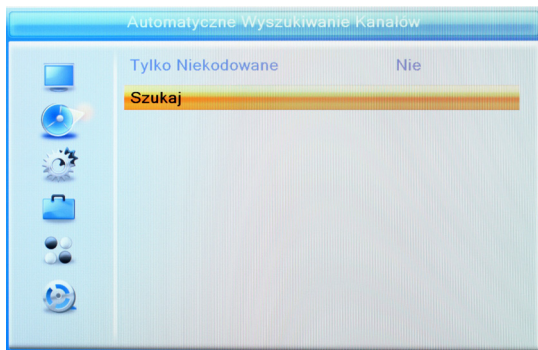 Automatyczne Wyszukiwanie Kanałów
Tylko Niekodowane Nie
Szukaj